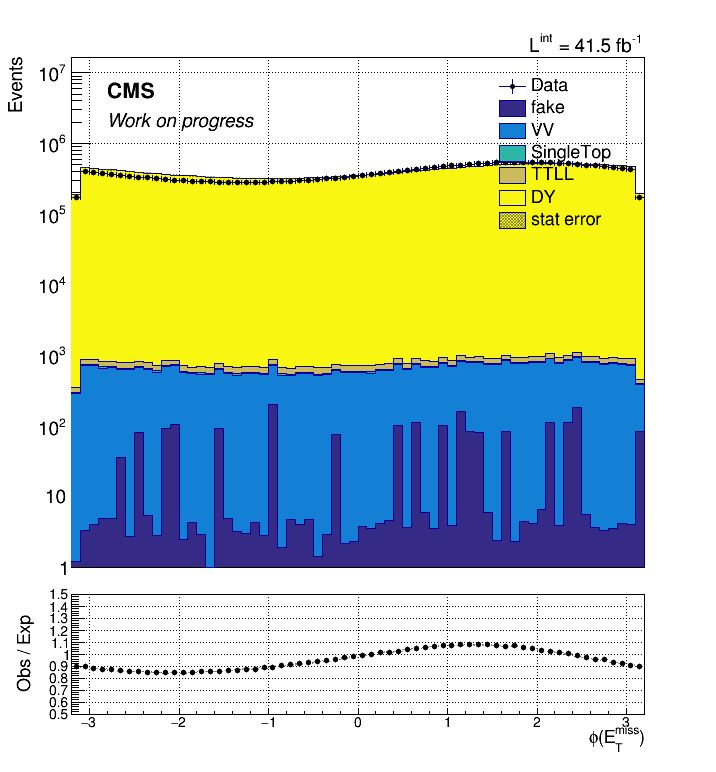 L^int = 41.5 fb^-1
Events
10^7
10^6
10^5
10^4
10^3
10^2
10
1
CMS
Work on progress
Data
fake
VV
SingleTop
TTLL
DY
stat error
Obs / Exp
1.5
1.4
1.3
1.2
1.1
1
0.9
0.8
0.7
0.6
0.5
−3 −2 −1 0 1 2 3
ϕ(E_T^miss)